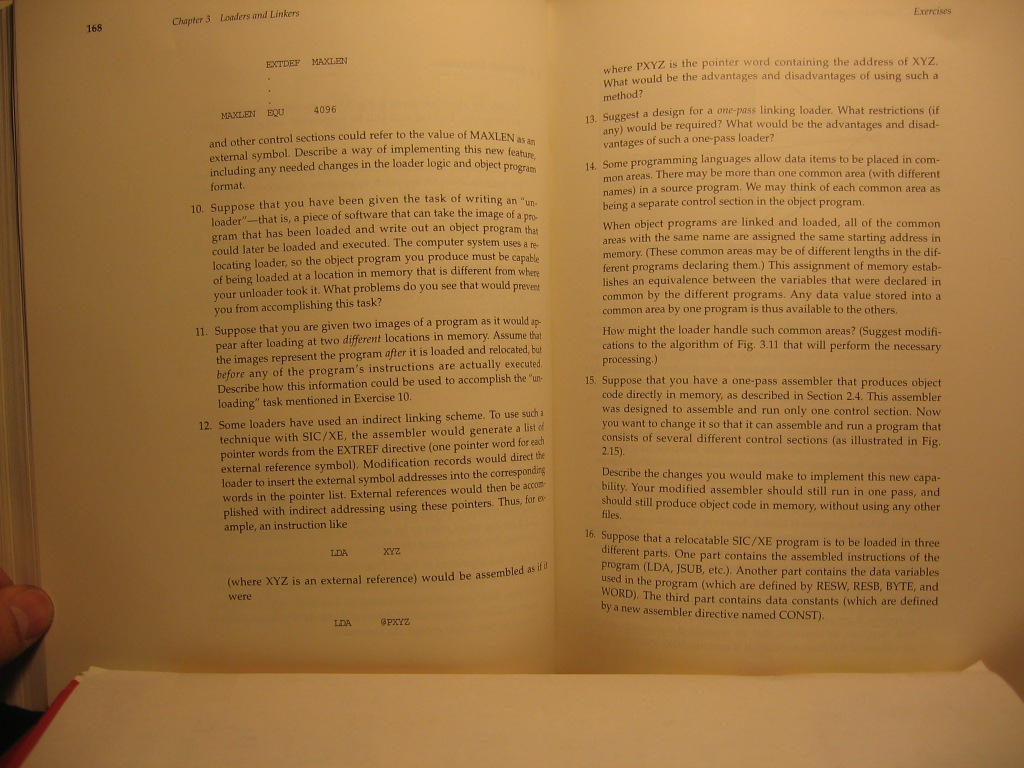 168
Chapter 3 Loaders and Linkers
EXTDEF MAXLEN
.
.
.
MAXLEN EQU 4096
and other control sections could refer to the value of MAXLEN as an
external symbol. Describe a way of implementing this new feature,
including any needed changes in the loader logic and object program
format.
10. Suppose that you have been given the task of writing an "un-
loader"—that is, a piece of software that can take the image of a pro-
gram that has been loaded and write out an object program that
could later be loaded and executed. The computer system uses a re-
locating loader, so the object program you produce must be capable
of being loaded at a location in memory that is different from where
your unloader took it. What problems do you see that would prevent
you from accomplishing this task?
11. Suppose that you are given two images of a program as it would ap-
pear after loading at two different locations in memory. Assume that
the images represent the program after it is loaded and relocated, but
before any of the program's instructions are actually executed.
Describe how this information could be used to accomplish the "un-
loading" task mentioned in Exercise 10.
12. Some loaders have used an indirect linking scheme. To use such a
technique with SIC/XE, the assembler would generate a list of
pointer words from the EXTREF directive (one pointer word for each
external reference symbol). Modification records would direct the
loader to insert the external symbol addresses into the corresponding
words in the pointer list. External references would then be accom-
plished with indirect addressing using these pointers. Thus, for ex-
ample, an instruction like
LDA XYZ
(where XYZ is an external reference) would be assembled as if it
were
LDA @PXYZ
Exercises
where PXYZ is the pointer word containing the address of XYZ.
What would be the advantages and disadvantages of using such a
method?
13. Suggest a design for a one-pass linking loader. What restrictions (if
any) would be required? What would be the advantages and disad-
vantages of such a one-pass loader?
14. Some programming languages allow data items to be placed in com-
mon areas. There may be more than one common area (with different
names) in a source program. We may think of each common area as
being a separate control section in the object program.
When object programs are linked and loaded, all of the common
areas with the same name are assigned the same starting address in
memory. (These common areas may be of different lengths in the dif-
ferent programs declaring them.) This assignment of memory estab-
lishes an equivalence between the variables that were declared in
common by the different programs. Any data value stored into a
common area by one program is thus available to the others.
How might the loader handle such common areas? (Suggest modifi-
cations to the algorithm of Fig. 3.11 that will perform the necessary
processing.)
15. Suppose that you have a one-pass assembler that produces object
code directly in memory, as described in Section 2.4. This assembler
was designed to assemble and run only one control section. Now
you want to change it so that it can assemble and run a program that
consists of several different control sections (as illustrated in Fig.
2.15).
Describe the changes you would make to implement this new capa-
bility. Your modified assembler should still run in one pass, and
should still produce object code in memory, without using any other
files.
16. Suppose that a relocatable SIC/XE program is to be loaded in three
different parts. One part contains the assembled instructions of the
program (LDA, JSUB, etc.). Another part contains the data variables
used in the program (which are defined by RESW, RESB, BYTE, and
WORD). The third part contains data constants (which are defined
by a new assembler directive named CONST).